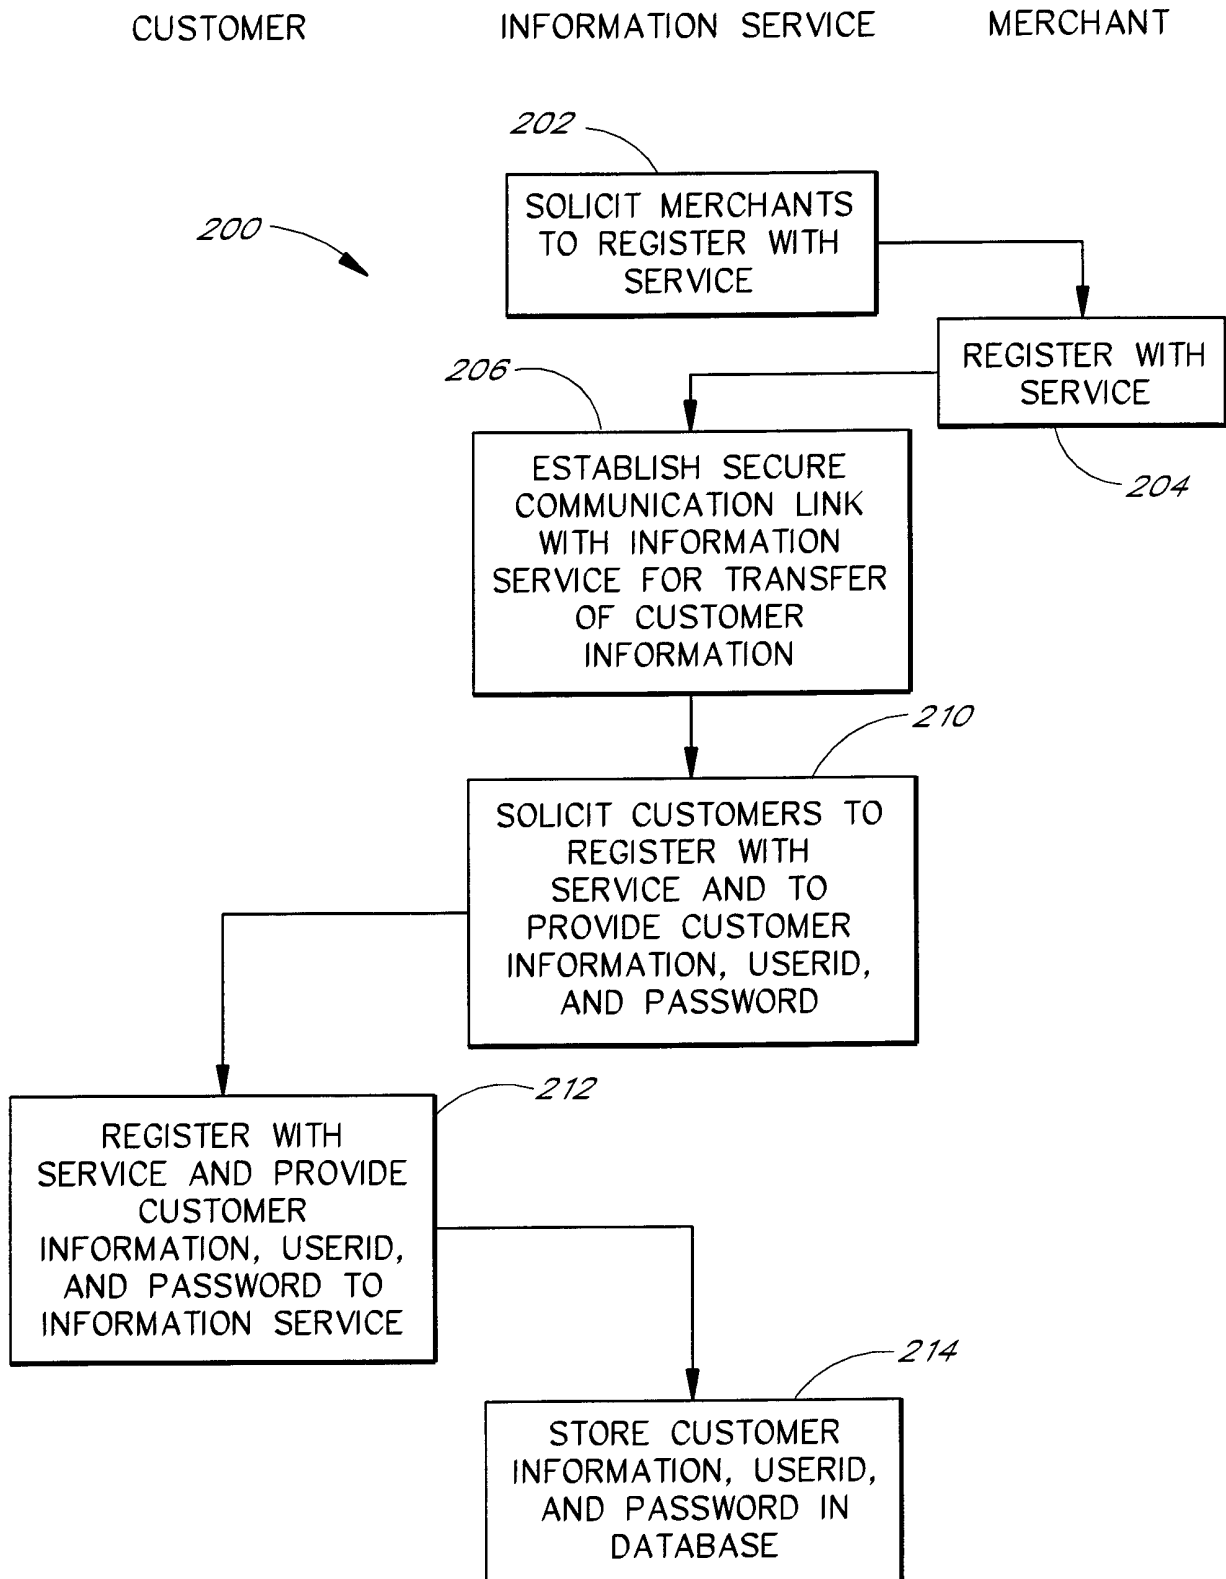 CUSTOMER
INFORMATION SERVICE
MERCHANT
202
SOLICIT MERCHANTS
TO REGISTER WITH
SERVICE
200
REGISTER WITH
SERVICE
204
206
ESTABLISH SECURE
COMMUNICATION LINK
WITH INFORMATION
SERVICE FOR TRANSFER
OF CUSTOMER
INFORMATION
210
SOLICIT CUSTOMERS TO
REGISTER WITH
SERVICE AND TO
PROVIDE CUSTOMER
INFORMATION, USERID,
AND PASSWORD
212
REGISTER WITH
SERVICE AND PROVIDE
CUSTOMER
INFORMATION, USERID,
AND PASSWORD TO
INFORMATION SERVICE
214
STORE CUSTOMER
INFORMATION, USERID,
AND PASSWORD IN
DATABASE